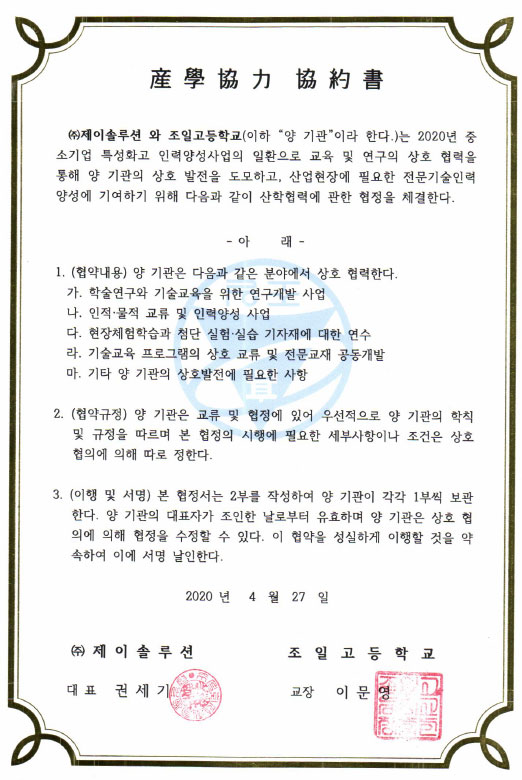 産學協力 協約書
㈜제이솔루션 와 조일고등학교(이하 “양 기관”이라 한다.)는 2020년 중
소기업 특성화고 인력양성사업의 일환으로 교육 및 연구의 상호 협력을
통해 양 기관의 상호 발전을 도모하고, 산업현장에 필요한 전문기술인력
양성에 기여하기 위해 다음과 같이 산학협력에 관한 협정을 체결한다.
- 아 래 -
1. (협약내용) 양 기관은 다음과 같은 분야에서 상호 협력한다.
가. 학술연구와 기술교육을 위한 연구개발 사업
나. 인적·물적 교류 및 인력양성 사업
다. 현장체험학습과 첨단 실험·실습 기자재에 대한 연수
라. 기술교육 프로그램의 상호 교류 및 전문교재 공동개발
마. 기타 양 기관의 상호발전에 필요한 사항
2. (협약규정) 양 기관은 교류 및 협정에 있어 우선적으로 양 기관의 학칙
및 규정을 따르며 본 협정의 시행에 필요한 세부사항이나 조건은 상호
협의에 의해 따로 정한다.
3. (이행 및 서명) 본 협정서는 2부를 작성하여 양 기관이 각각 1부씩 보관
한다. 양 기관의 대표자가 조인한 날로부터 유효하며 양 기관은 상호 협
의에 의해 협정을 수정할 수 있다. 이 협약을 성실하게 이행할 것을 약
속하여 이에 서명 날인한다.
2020 년 4 월 27 일
㈜ 제 이 솔 루 션 조 일 고 등 학 교
대 표 권 세 기 교장 이 문 영